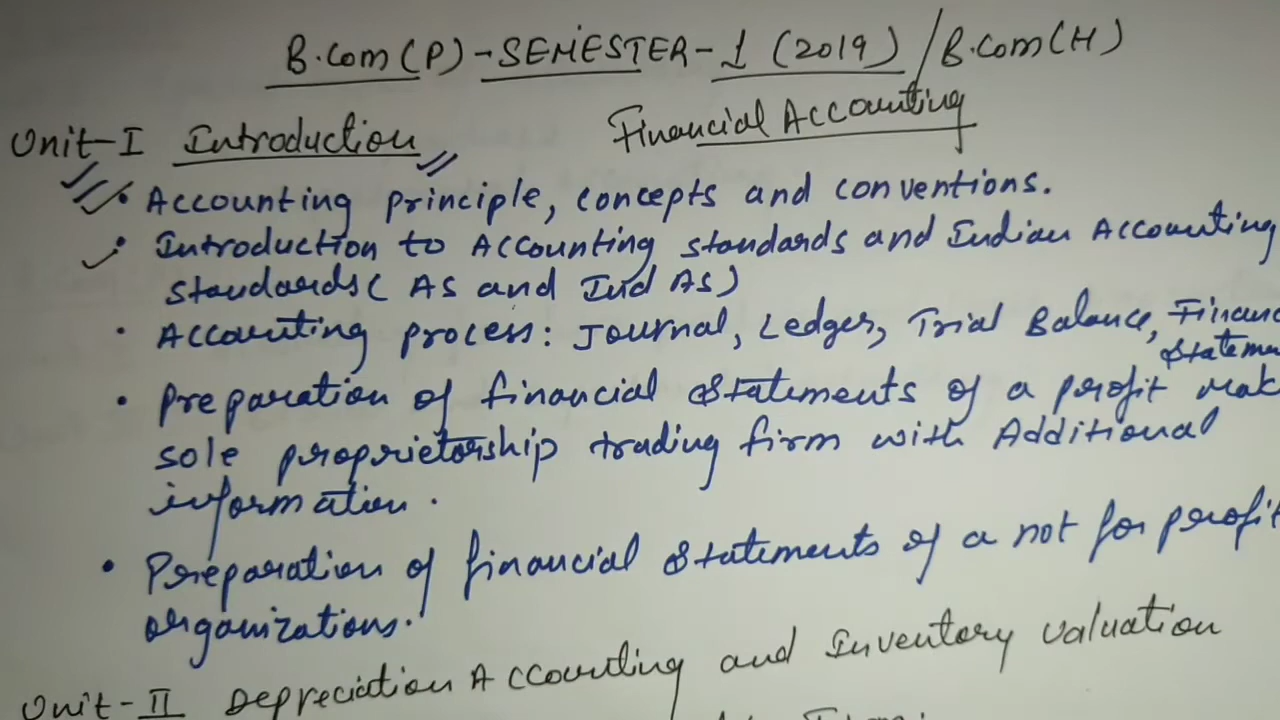 B.Com(P)-SEMESTER-1 (2019) / B.Com(H)
Financial Accounting
Unit-I Introduction
• Accounting principle, concepts and conventions.
• Introduction to Accounting standards and Indian Accounting
standards( AS and Ind AS)
• Accounting process: Journal, Ledger, Trial Balance, Financ
Stateme
• Preparation of financial statements of a profit mak
sole proprietorship trading firm with Additional
information.
• Preparation of financial statements of a not for profit
organizations.
Unit-II Depreciation Accounting and Inventory valuation